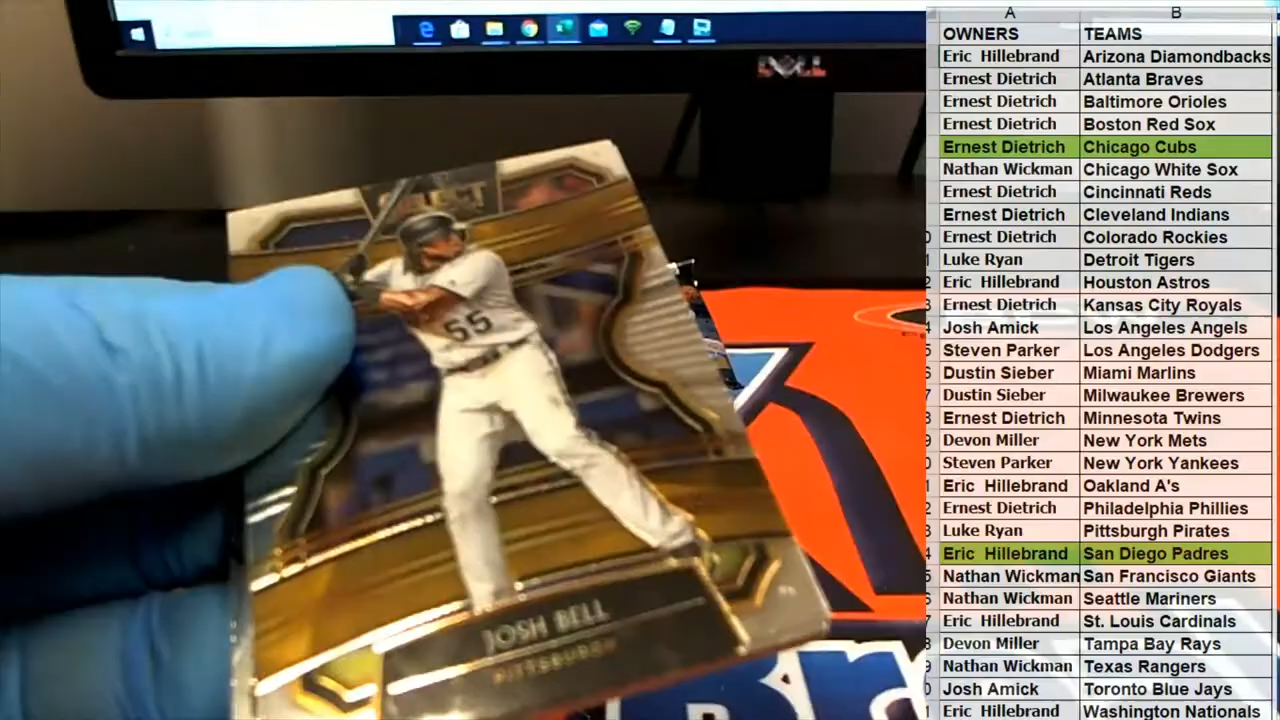 SELECT
55
JOSH BELL
PITTSBURGH
DELL
A B
OWNERS TEAMS
Eric Hillebrand Arizona Diamondbacks
Ernest Dietrich Atlanta Braves
Ernest Dietrich Baltimore Orioles
Ernest Dietrich Boston Red Sox
Ernest Dietrich Chicago Cubs
Nathan Wickman Chicago White Sox
Ernest Dietrich Cincinnati Reds
Ernest Dietrich Cleveland Indians
Ernest Dietrich Colorado Rockies
Luke Ryan Detroit Tigers
Eric Hillebrand Houston Astros
Ernest Dietrich Kansas City Royals
Josh Amick Los Angeles Angels
Steven Parker Los Angeles Dodgers
Dustin Sieber Miami Marlins
Dustin Sieber Milwaukee Brewers
Ernest Dietrich Minnesota Twins
Devon Miller New York Mets
Steven Parker New York Yankees
Eric Hillebrand Oakland A's
Ernest Dietrich Philadelphia Phillies
Luke Ryan Pittsburgh Pirates
Eric Hillebrand San Diego Padres
Nathan Wickman San Francisco Giants
Nathan Wickman Seattle Mariners
Eric Hillebrand St. Louis Cardinals
Devon Miller Tampa Bay Rays
Nathan Wickman Texas Rangers
Josh Amick Toronto Blue Jays
Eric Hillebrand Washington Nationals